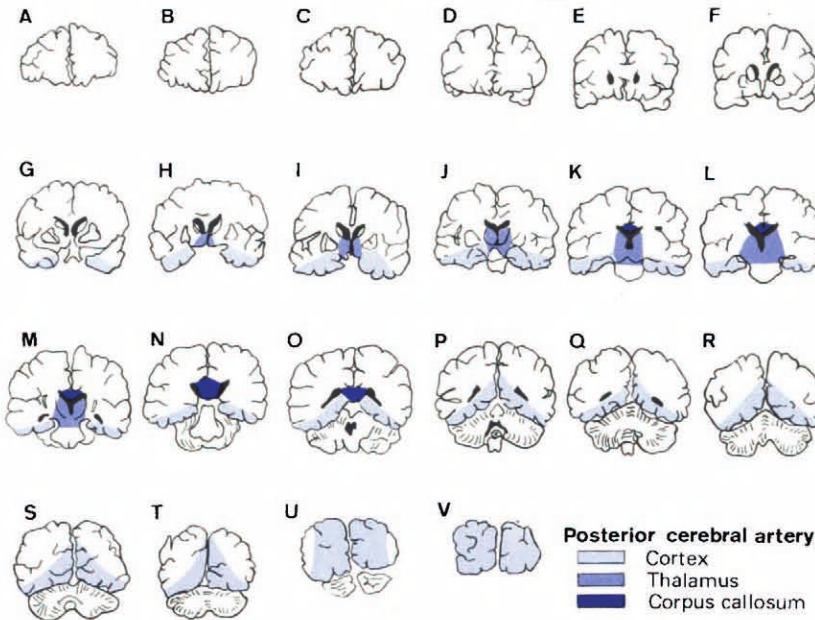 A B C D E F
G H I J K L
M N O P Q R
S T U V
Posterior cerebral artery
Cortex
Thalamus
Corpus callosum